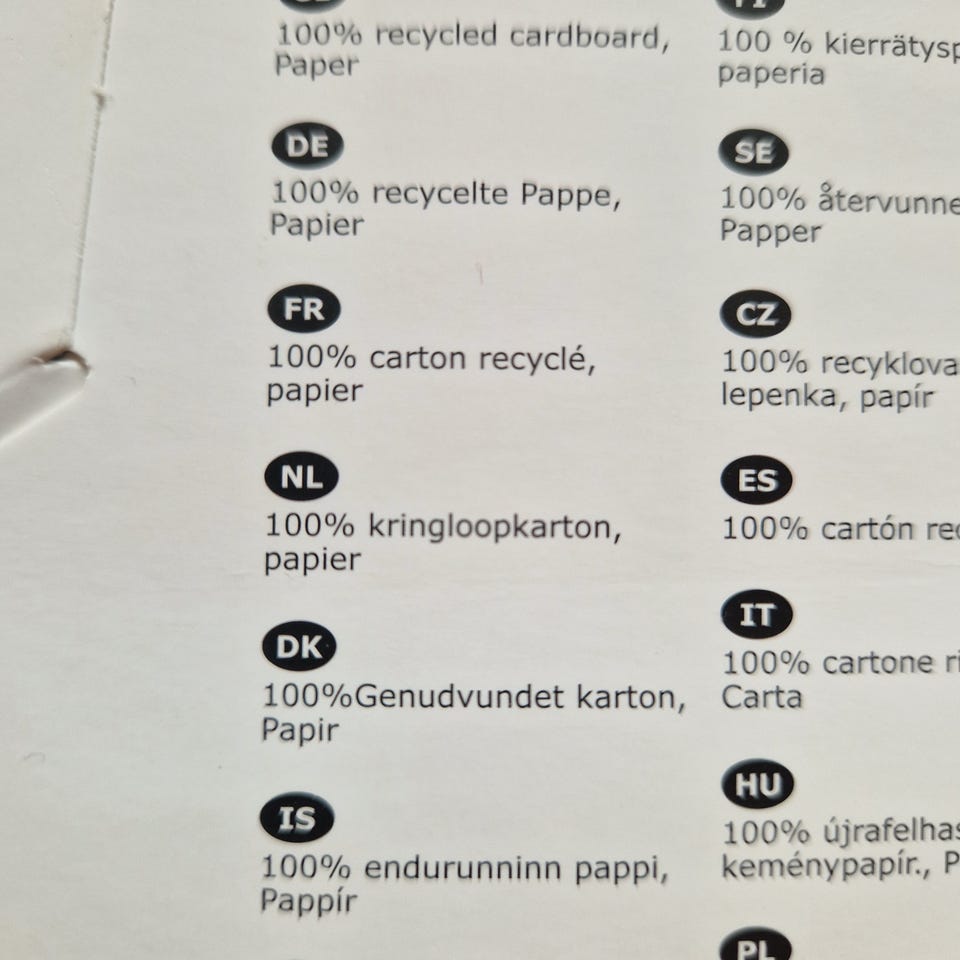 100% recycled cardboard,
Paper
DE
100% recycelte Pappe,
Papier
FR
100% carton recyclé,
papier
NL
100% kringloopkarton,
papier
DK
100%Genudvundet karton,
Papir
IS
100% endurunninn pappi,
Pappír
FI
100 %
paperia
SE
100%
Papper
CZ
100%
lepenka, papír
ES
100% cartón
IT
100% cartone
Carta
HU
100%
keménypapír.,
PL